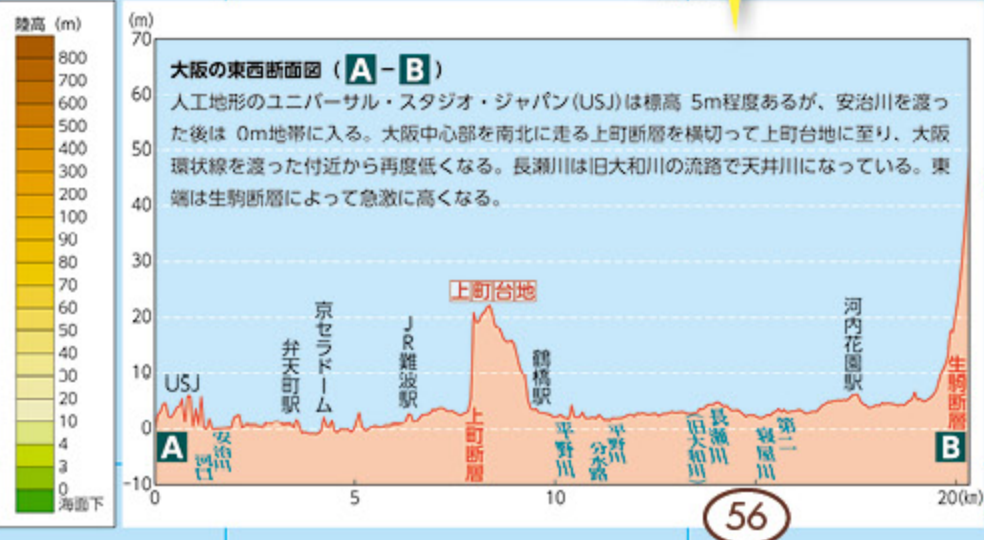 陸高 (m)
800
700
600
500
400
300
200
100
90
80
70
60
50
40
30
20
10
4
3
0
海面下
(m)
70
60
50
40
30
20
10
0
-10
大阪の東西断面図 ( A - B )
人工地形のユニバーサル・スタジオ・ジャパン(USJ)は標高 5m程度あるが、安治川を渡っ
た後は 0m地帯に入る。大阪中心部を南北に走る上町断層を横切って上町台地に至り、大阪
環状線を渡った付近から再度低くなる。長瀬川は旧大和川の流路で天井川になっている。東
端は生駒断層によって急激に高くなる。
USJ
弁天町駅
京セラドーム
JR難波駅
上町台地
鶴橋駅
河内花園駅
A
河口
安治川
上町断層
平野川
分水路
平野川
(旧大和川)
長瀬川
寝屋川
第二
生駒断層
B
0
5
10
20(km)
56